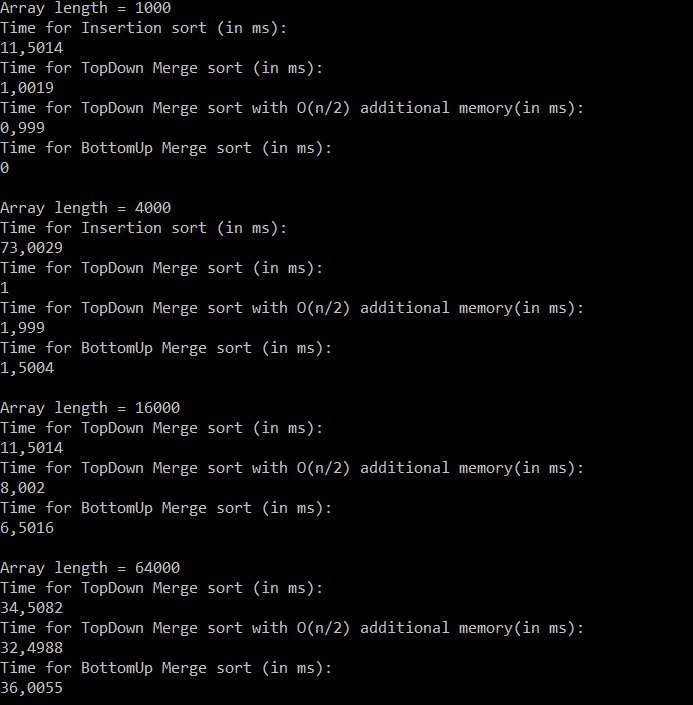 Array length = 1000
Time for Insertion sort (in ms):
11,5014
Time for TopDown Merge sort (in ms):
1,0019
Time for TopDown Merge sort with O(n/2) additional memory(in ms):
0,999
Time for BottomUp Merge sort (in ms):
0

Array length = 4000
Time for Insertion sort (in ms):
73,0029
Time for TopDown Merge sort (in ms):
1
Time for TopDown Merge sort with O(n/2) additional memory(in ms):
1,999
Time for BottomUp Merge sort (in ms):
1,5004

Array length = 16000
Time for TopDown Merge sort (in ms):
11,5014
Time for TopDown Merge sort with O(n/2) additional memory(in ms):
8,002
Time for BottomUp Merge sort (in ms):
6,5016

Array length = 64000
Time for TopDown Merge sort (in ms):
34,5082
Time for TopDown Merge sort with O(n/2) additional memory(in ms):
32,4988
Time for BottomUp Merge sort (in ms):
36,0055